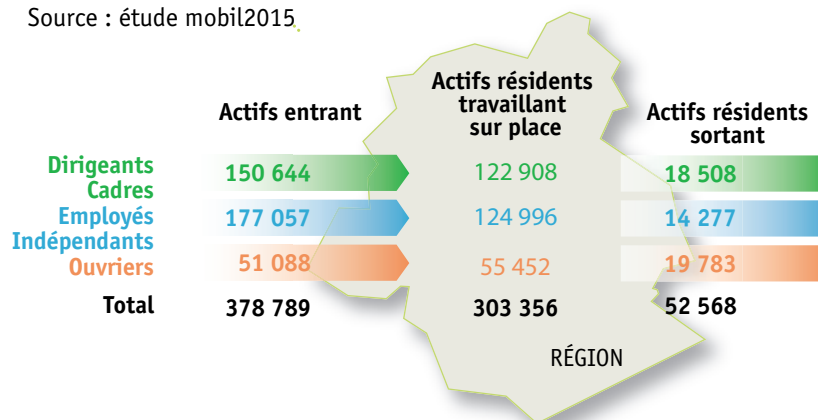 Source : étude mobil2015.
Actifs entrant
Actifs résidents
travaillant
sur place
Actifs résidents
sortant
Dirigeants
Cadres
150 644
122 908
18 508
Employés
Indépendants
177 057
124 996
14 277
Ouvriers
51 088
55 452
19 783
Total
378 789
303 356
52 568
RÉGION